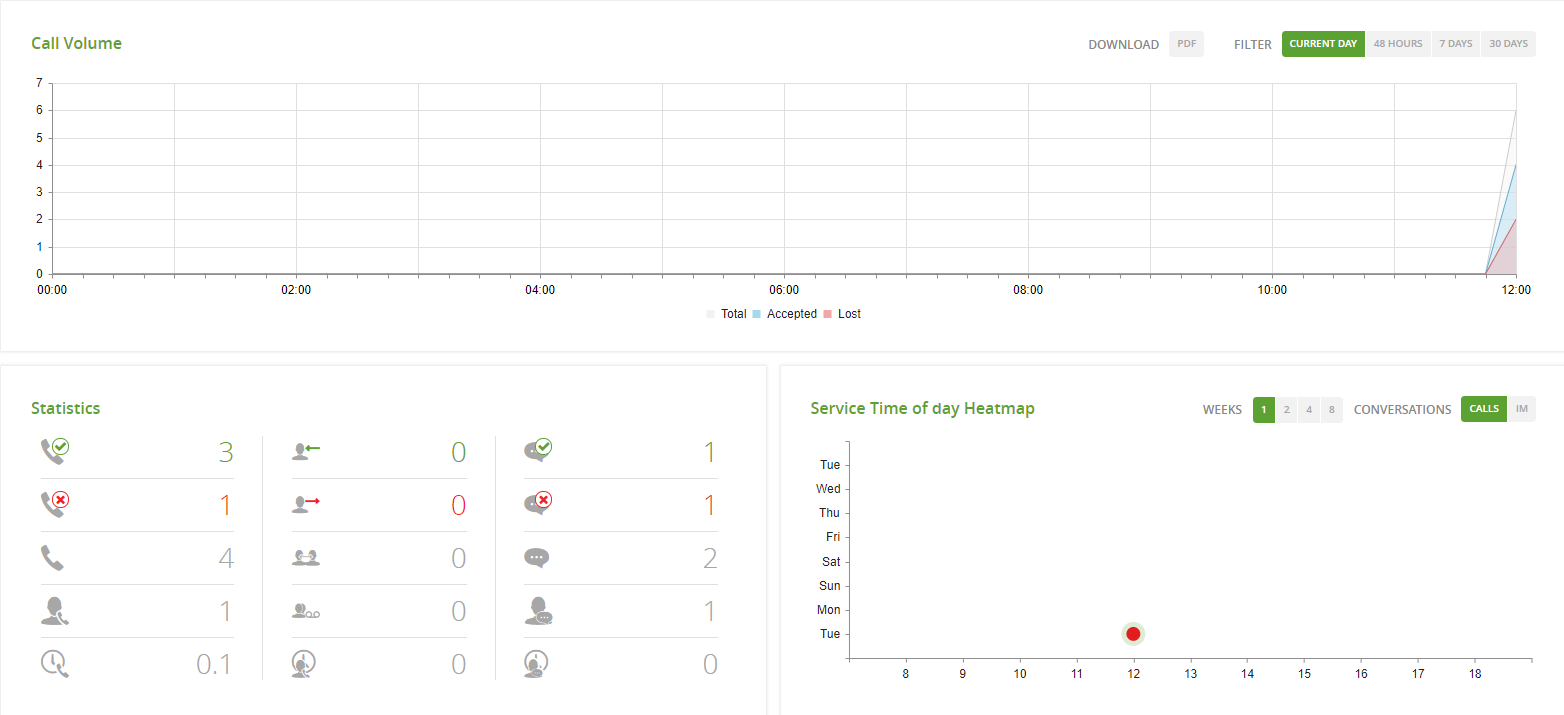 Call Volume DOWNLOAD PDF FILTER CURRENT DAY 48 HOURS 7 DAYS 30 DAYS
7
6
5
4
3
2
1
0
00:00 02:00 04:00 06:00 08:00 10:00 12:00
Total Accepted Lost
Statistics
3 0 1
1 0 1
4 0 2
1 0 1
0.1 0 0
Service Time of day Heatmap WEEKS 1 2 4 8 CONVERSATIONS CALLS IM
Tue
Wed
Thu
Fri
Sat
Sun
Mon
Tue
8 9 10 11 12 13 14 15 16 17 18